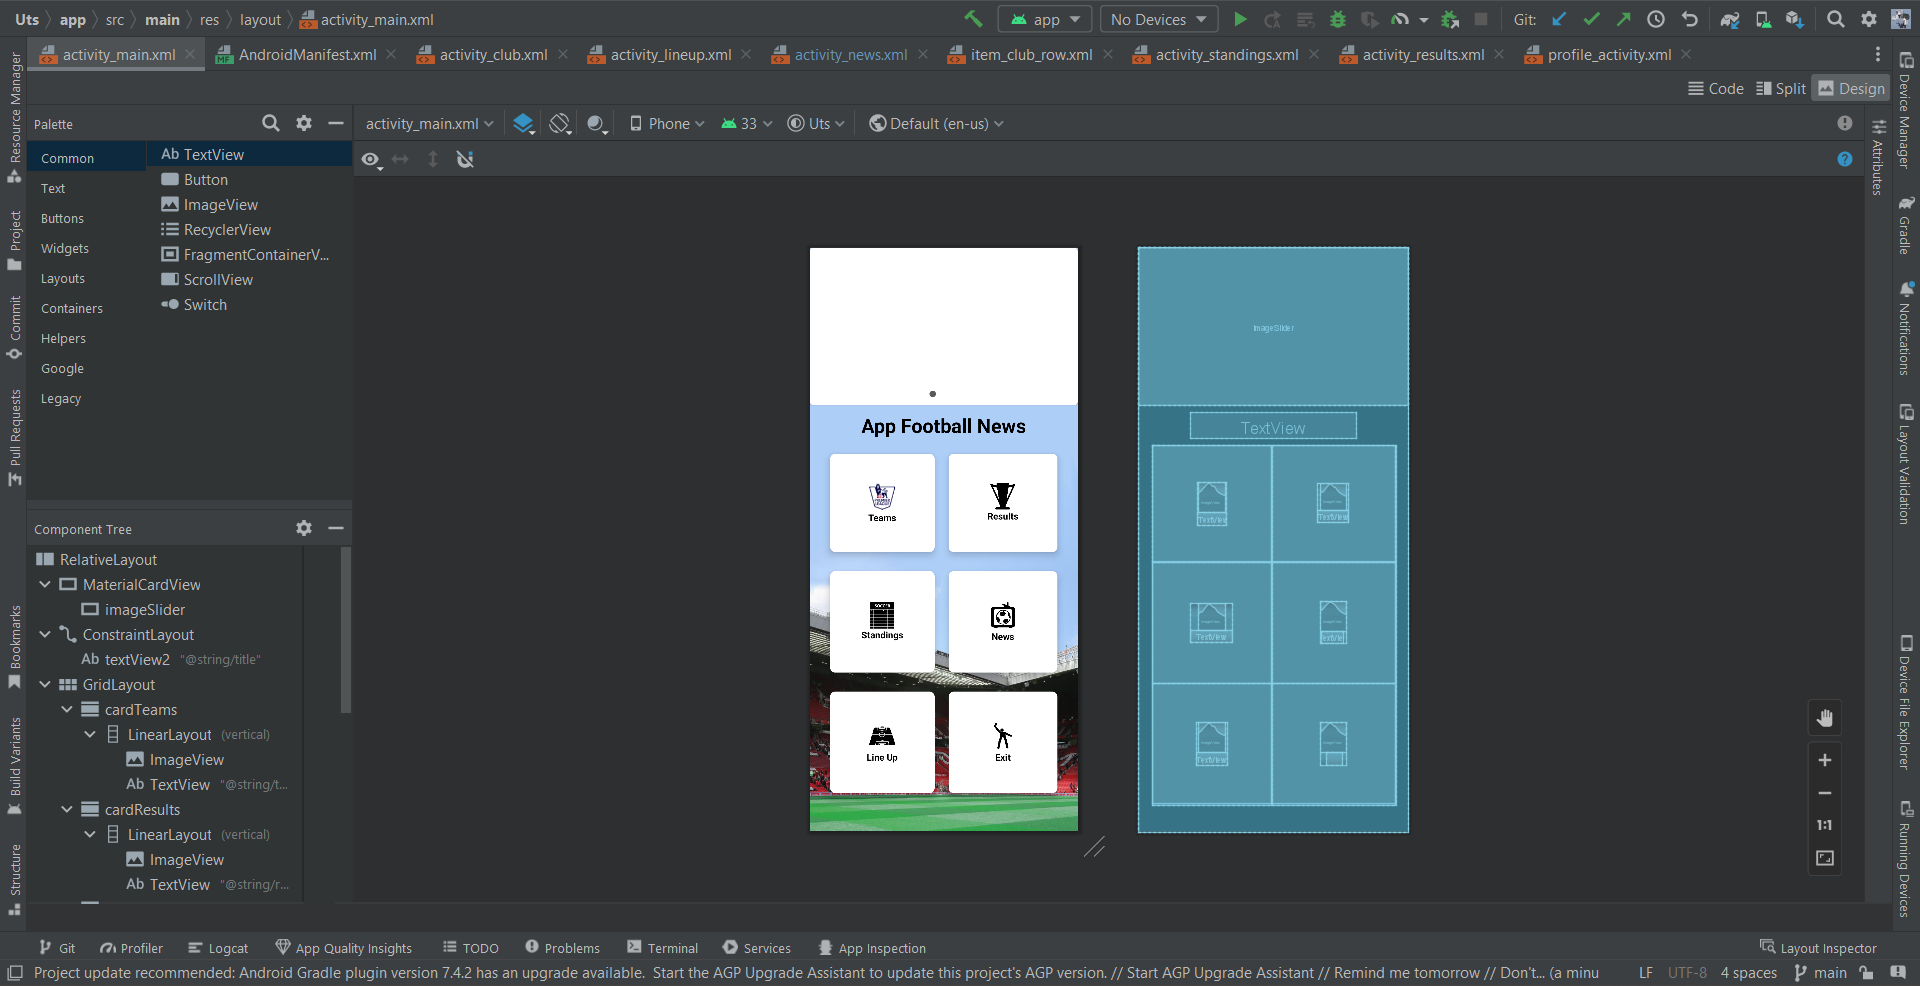 Uts app src main res layout activity_main.xml
app No Devices Git:
activity_main.xml AndroidManifest.xml activity_club.xml activity_lineup.xml activity_news.xml item_club_row.xml activity_standings.xml activity_results.xml profile_activity.xml
Code Split Design
Palette
activity_main.xml Phone 33 Uts Default (en-us)
Common
Text
Buttons
Widgets
Layouts
Containers
Helpers
Google
Legacy
Ab TextView
Button
ImageView
RecyclerView
FragmentContainerV...
ScrollView
Switch
Component Tree
RelativeLayout
MaterialCardView
imageSlider
ConstraintLayout
Ab textView2 "@string/title"
GridLayout
cardTeams
LinearLayout (vertical)
ImageView
Ab TextView "@string/t...
cardResults
LinearLayout (vertical)
ImageView
Ab TextView "@string/r...
App Football News
Teams
Results
SOCCER
Standings
News
Line Up
Exit
ImageSlider
TextView
TextView
TextView
TextView
TextView
1:1
Resource Manager
Project
Commit
Pull Requests
Bookmarks
Build Variants
Structure
Attributes
Device Manager
Gradle
Notifications
Layout Validation
Device File Explorer
Running Devices
Git Profiler Logcat App Quality Insights TODO Problems Terminal Services App Inspection Layout Inspector
Project update recommended: Android Gradle plugin version 7.4.2 has an upgrade available. Start the AGP Upgrade Assistant to update this project's AGP version. // Start AGP Upgrade Assistant // Remind me tomorrow // Don't... (a minu LF UTF-8 4 spaces main